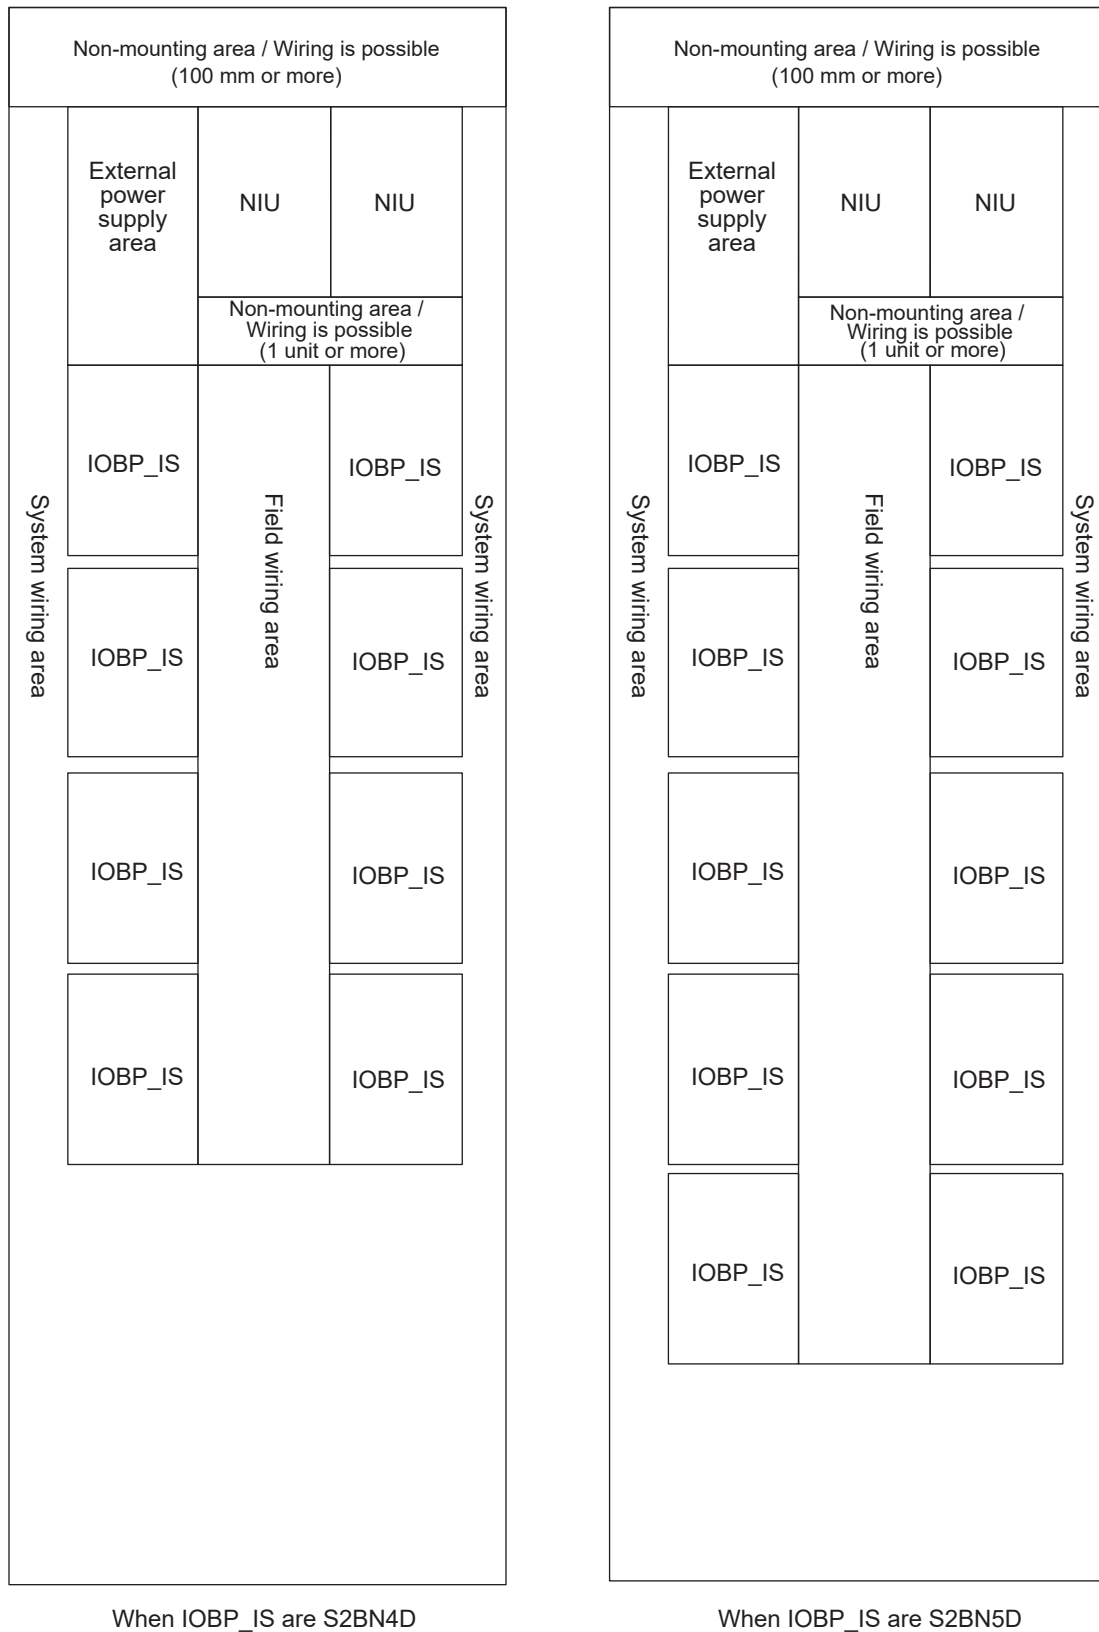 Non-mounting area / Wiring is possible
(100 mm or more)
External
power
supply
area
NIU
NIU
Non-mounting area /
Wiring is possible
(1 unit or more)
System wiring area
IOBP_IS
Field wiring area
IOBP_IS
System wiring area
IOBP_IS
IOBP_IS
IOBP_IS
IOBP_IS
IOBP_IS
IOBP_IS
When IOBP_IS are S2BN4D
Non-mounting area / Wiring is possible
(100 mm or more)
External
power
supply
area
NIU
NIU
Non-mounting area /
Wiring is possible
(1 unit or more)
System wiring area
IOBP_IS
Field wiring area
IOBP_IS
System wiring area
IOBP_IS
IOBP_IS
IOBP_IS
IOBP_IS
IOBP_IS
IOBP_IS
IOBP_IS
IOBP_IS
When IOBP_IS are S2BN5D